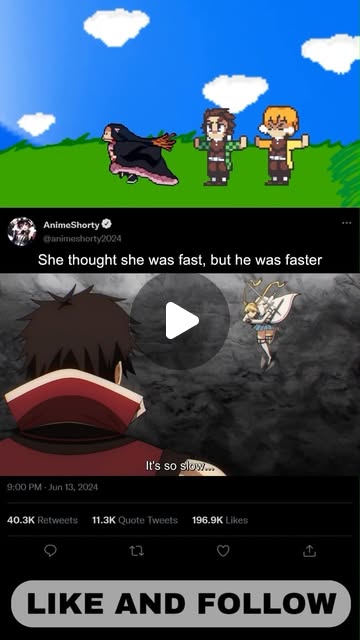 AnimeShorty
@animeshorty2024
She thought she was fast, but he was faster
It's so slow...
9:00 PM - Jun 13, 2024
40.3K Retweets 11.3K Quote Tweets 196.9K Likes
LIKE AND FOLLOW